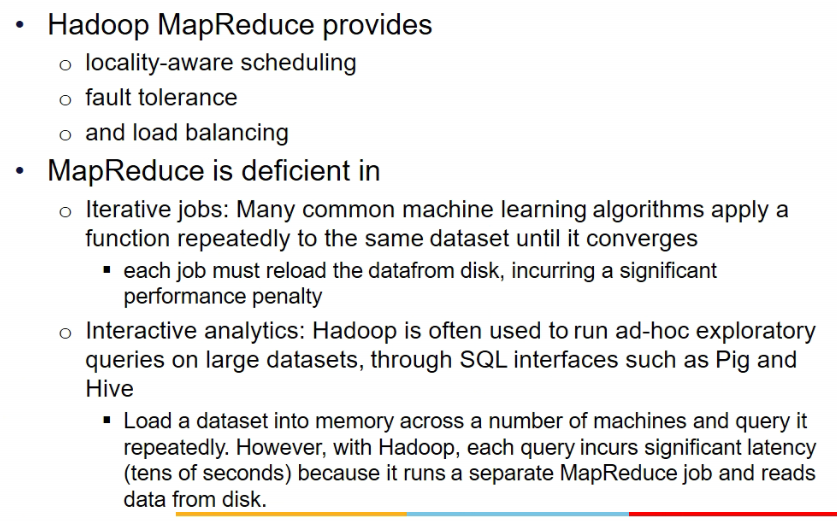 • Hadoop MapReduce provides
o locality-aware scheduling
o fault tolerance
o and load balancing
• MapReduce is deficient in
o Iterative jobs: Many common machine learning algorithms apply a
function repeatedly to the same dataset until it converges
▪ each job must reload the datafrom disk, incurring a significant
performance penalty
o Interactive analytics: Hadoop is often used to run ad-hoc exploratory
queries on large datasets, through SQL interfaces such as Pig and
Hive
▪ Load a dataset into memory across a number of machines and query it
repeatedly. However, with Hadoop, each query incurs significant latency
(tens of seconds) because it runs a separate MapReduce job and reads
data from disk.